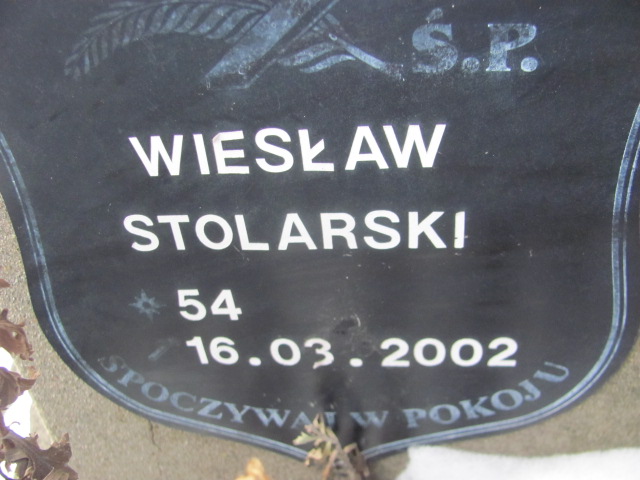 Ś.P.
WIESŁAW
STOLARSKI
54
16.03.2002
SPOCZYWAJ W POKOJU